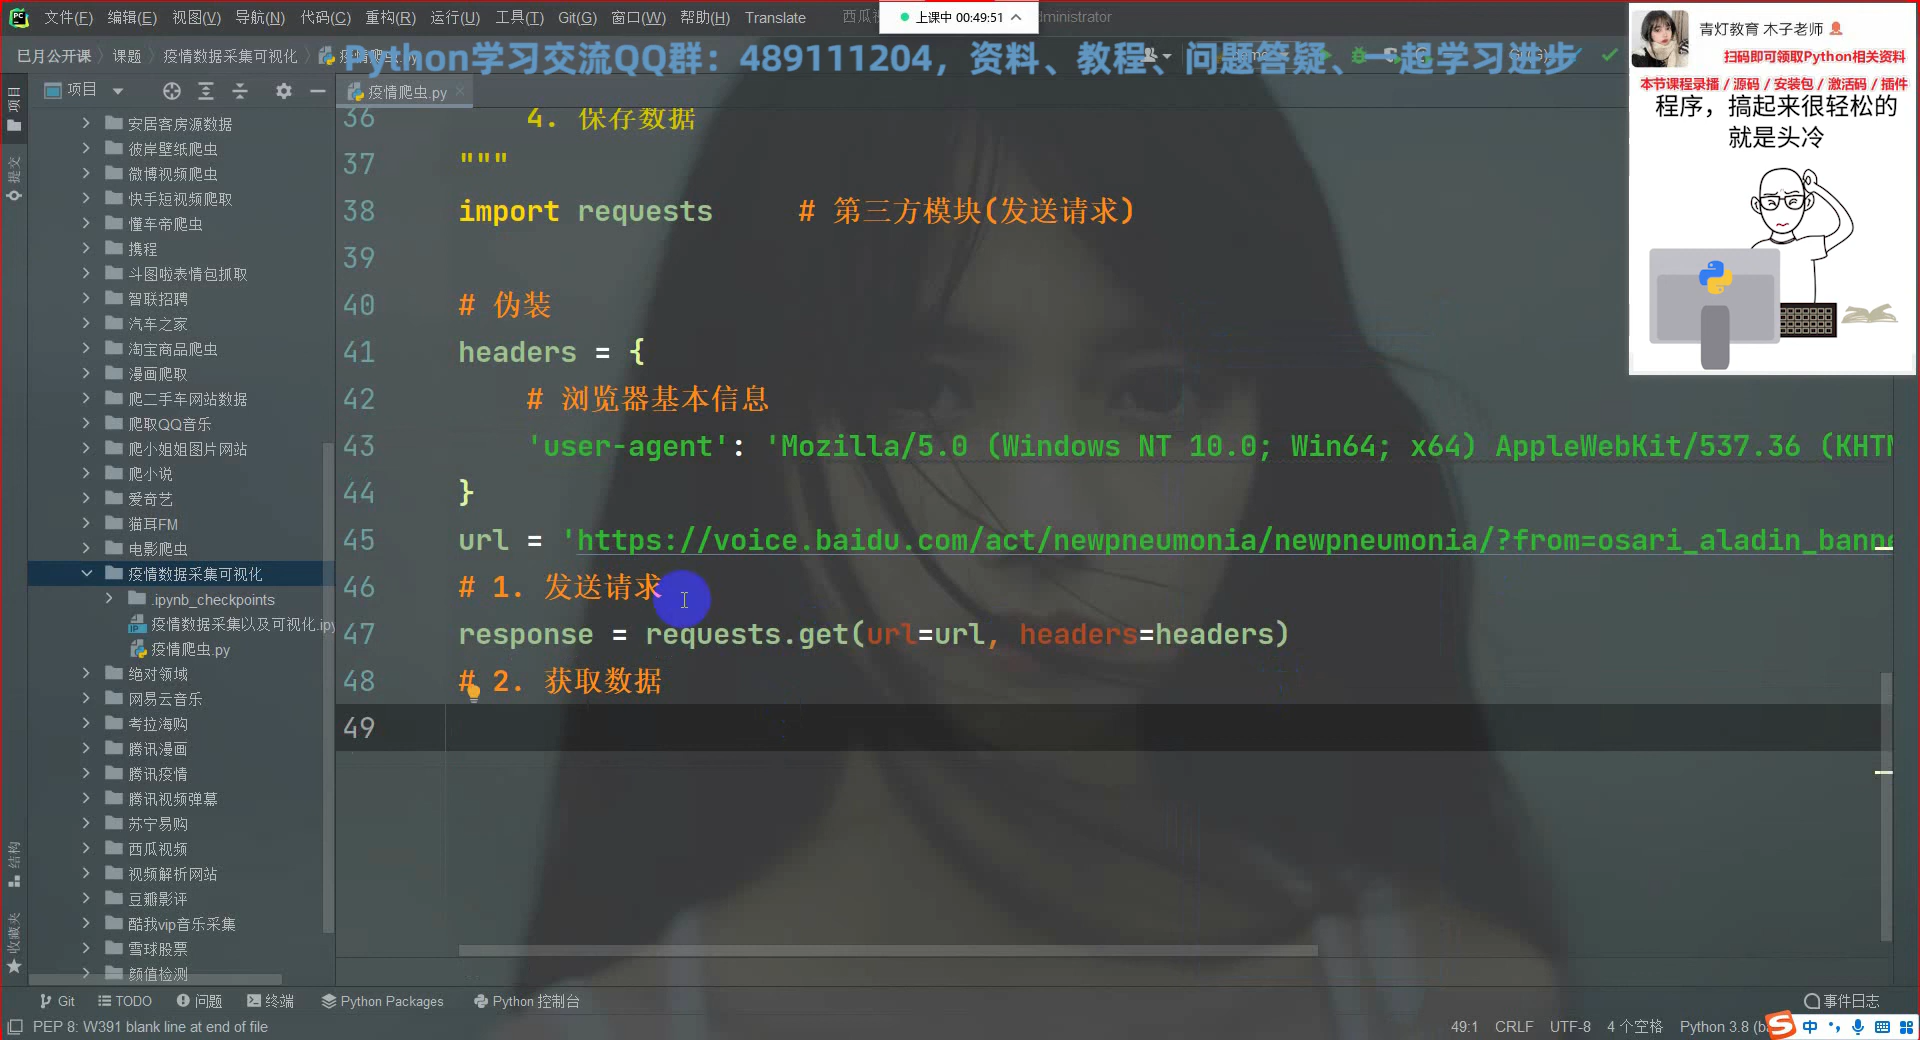 文件(F) 编辑(E) 视图(V) 导航(N) 代码(C) 重构(R) 运行(U) 工具(T) Git(G) 窗口(W) 帮助(H) Translate
上课中 00:49:51
巳月公开课 课题 疫情数据采集可视化
Python学习交流QQ群：489111204，资料、教程、问题答疑、一起学习进步
青灯教育 木子老师
扫码即可领取Python相关资料
本节课程录播 / 源码 / 安装包 / 激活码 / 插件
程序，搞起来很轻松的
就是头冷
项目
疫情爬虫.py
项目
提交
结构
收藏夹
安居客房源数据
彼岸壁纸爬虫
微博视频爬虫
快手短视频爬取
懂车帝爬虫
携程
斗图啦表情包抓取
智联招聘
汽车之家
淘宝商品爬虫
漫画爬取
爬二手车网站数据
爬取QQ音乐
爬小姐姐图片网站
爬小说
爱奇艺
猫耳FM
电影爬虫
疫情数据采集可视化
.ipynb_checkpoints
疫情数据采集以及可视化.ipy
疫情爬虫.py
绝对领域
网易云音乐
考拉海购
腾讯漫画
腾讯疫情
腾讯视频弹幕
苏宁易购
西瓜视频
视频解析网站
豆瓣影评
酷我vip音乐采集
雪球股票
颜值检测
36 4. 保存数据
37 """
38 import requests # 第三方模块(发送请求)
39
40 # 伪装
41 headers = {
42 # 浏览器基本信息
43 'user-agent': 'Mozilla/5.0 (Windows NT 10.0; Win64; x64) AppleWebKit/537.36 (KHTM
44 }
45 url = 'https://voice.baidu.com/act/newpneumonia/newpneumonia/?from=osari_aladin_banne
46 # 1. 发送请求
47 response = requests.get(url=url, headers=headers)
48 # 2. 获取数据
49
Git TODO 问题 终端 Python Packages Python 控制台 事件日志
PEP 8: W391 blank line at end of file 49:1 CRLF UTF-8 4 个空格 Python 3.8 (ba
中